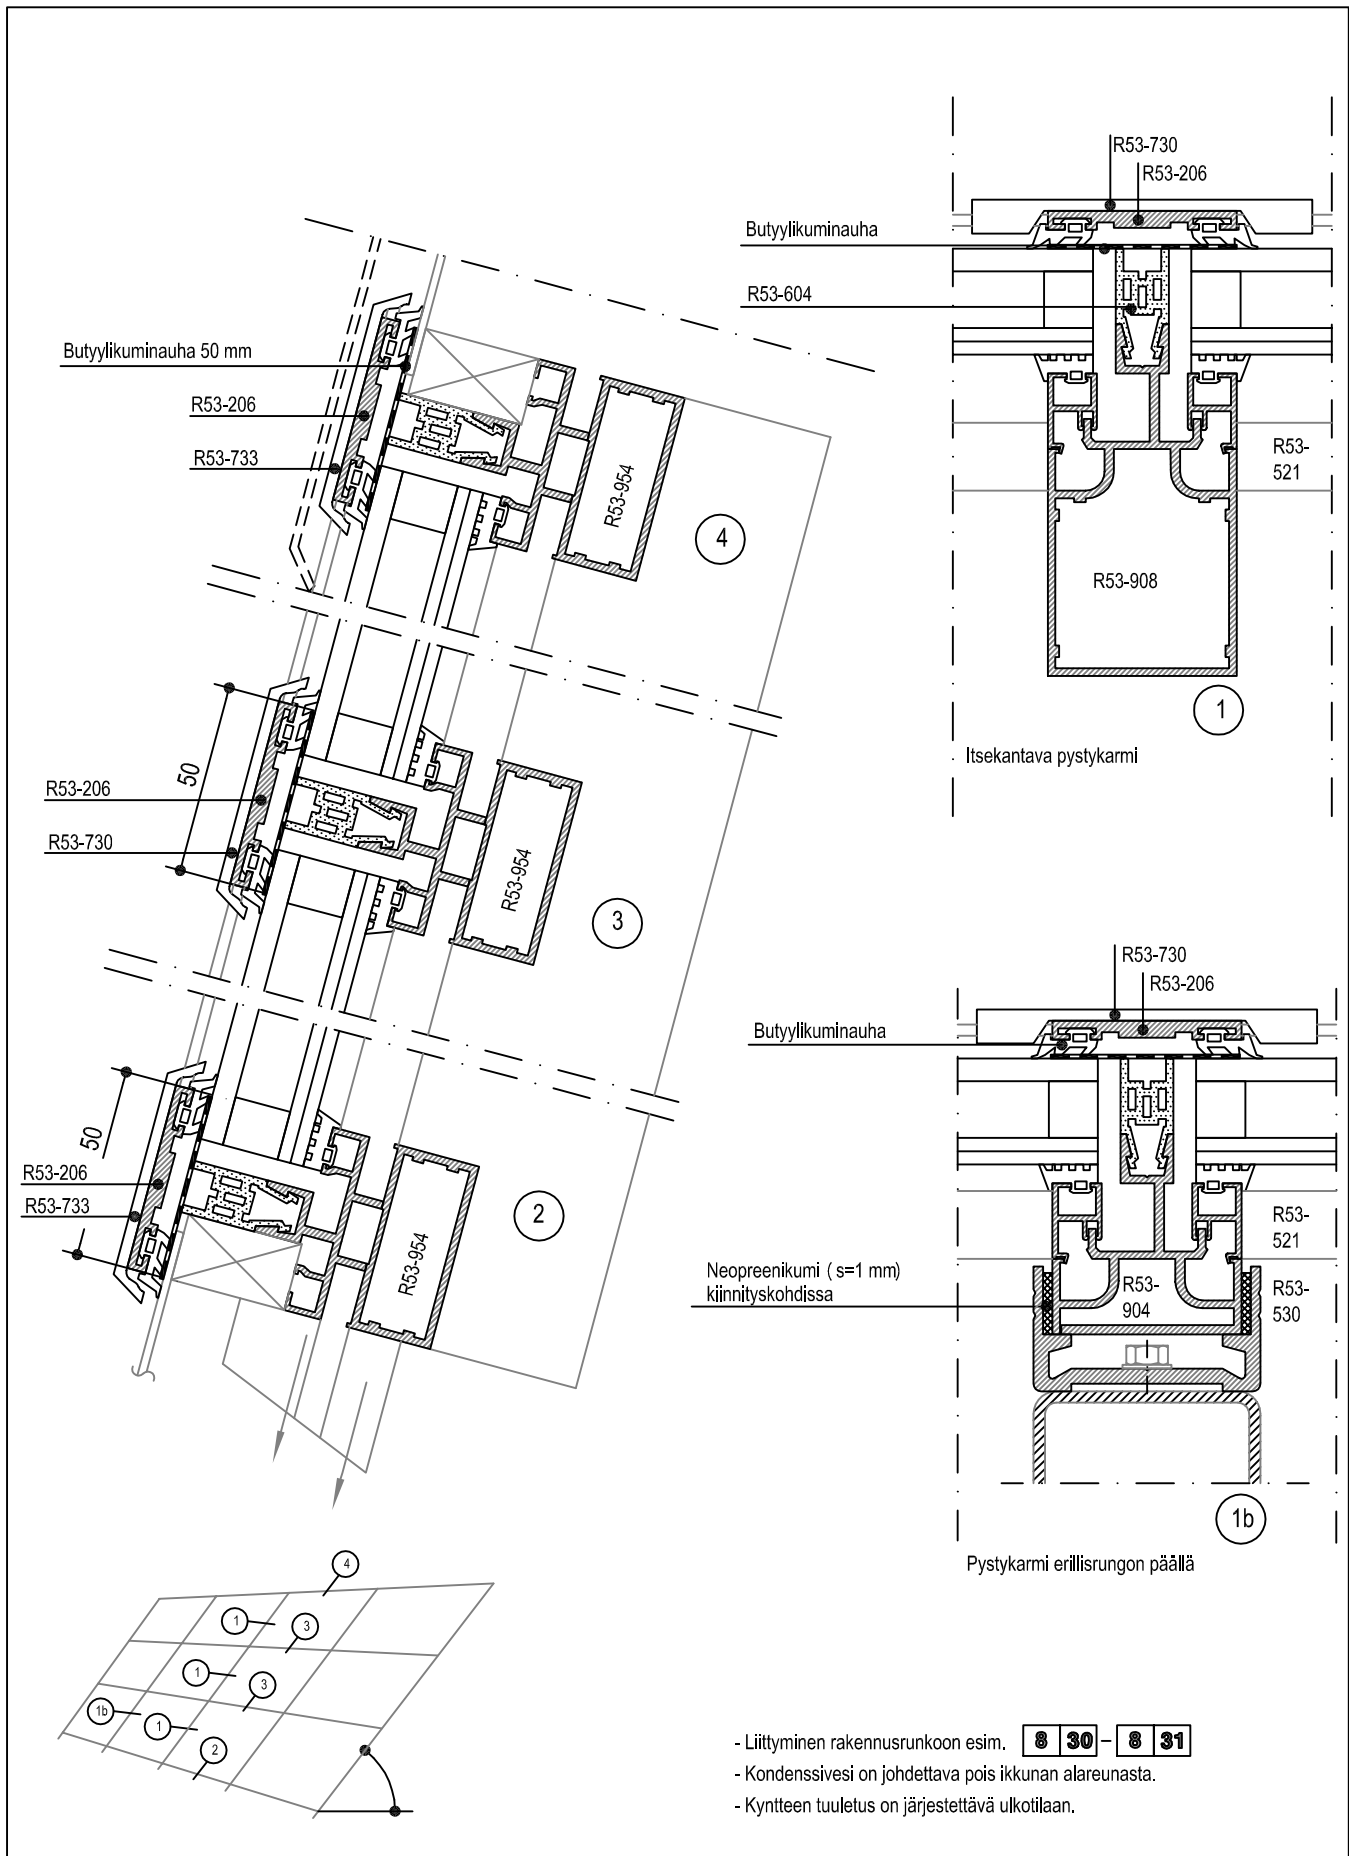 R53-730
R53-206
Butyylikuminauha
R53-604
R53-
521
R53-908
1
Itsekantava pystykarmi
Butyylikuminauha 50 mm
R53-206
R53-733
R53-954
4
50
R53-206
R53-730
R53-954
3
50
R53-206
R53-733
R53-954
2
R53-730
R53-206
Butyylikuminauha
R53-
521
Neopreenikumi ( s=1 mm)
kiinnityskohdissa
R53-
904
R53-
530
1b
Pystykarmi erillisrungon päällä
4
1
3
1
3
1b
1
2
- Liittyminen rakennusrunkoon esim. 8 30 - 8 31
- Kondenssivesi on johdettava pois ikkunan alareunasta.
- Kyntteen tuuletus on järjestettävä ulkotilaan.